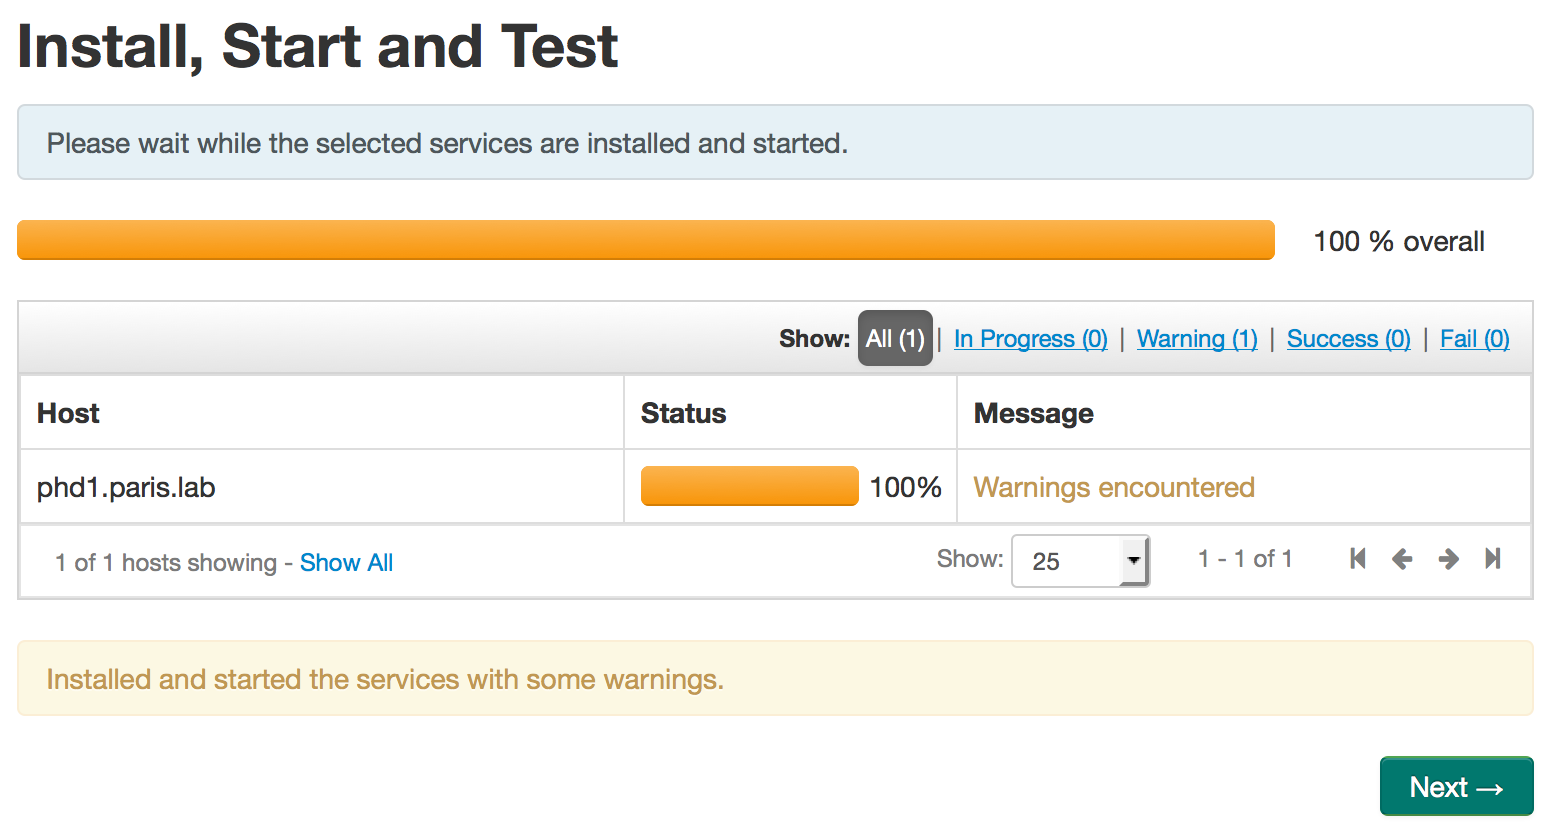 Install, Start and Test
Please wait while the selected services are installed and started.
100 % overall
Show: All (1) | In Progress (0) | Warning (1) | Success (0) | Fail (0)
Host Status Message
phd1.paris.lab 100% Warnings encountered
1 of 1 hosts showing - Show All Show: 25 1 - 1 of 1
Installed and started the services with some warnings.
Next →